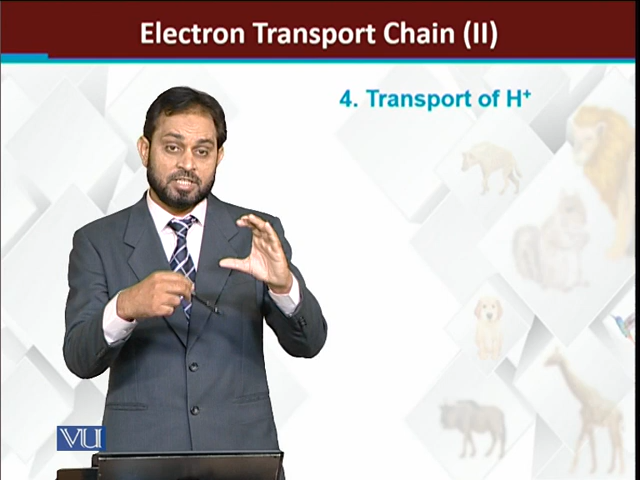 Electron Transport Chain (II)
4. Transport of H⁺
VU